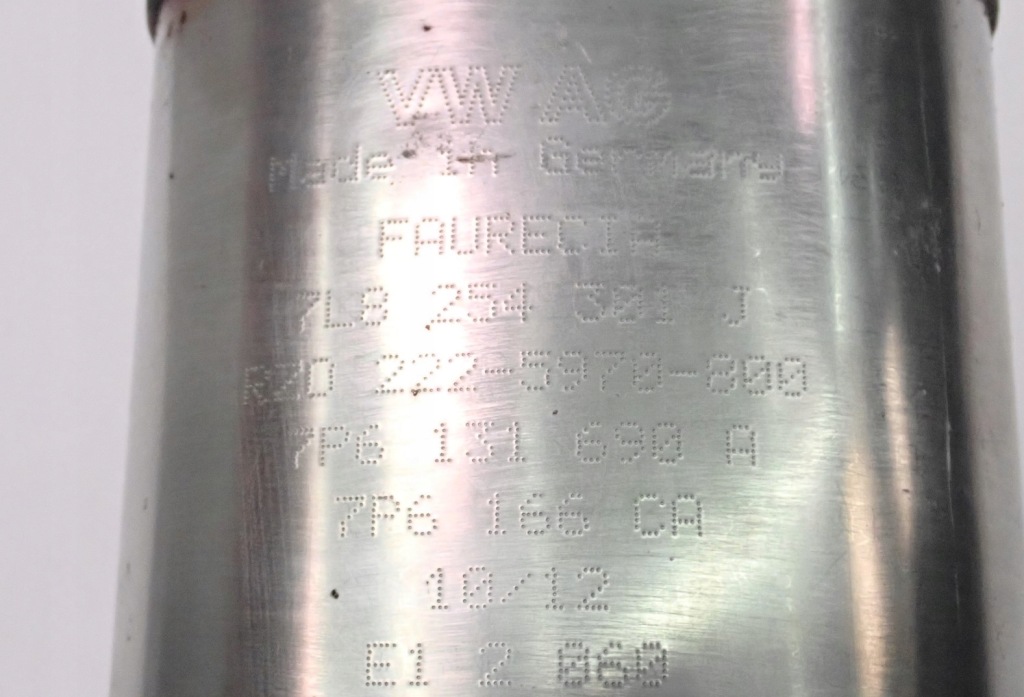 VW AG
Made in Germany
FAURECIA
7L8 254 301 J
222-5970-800
7P6 131 690 A
7P6 166 CA
10/12
E1 2 060